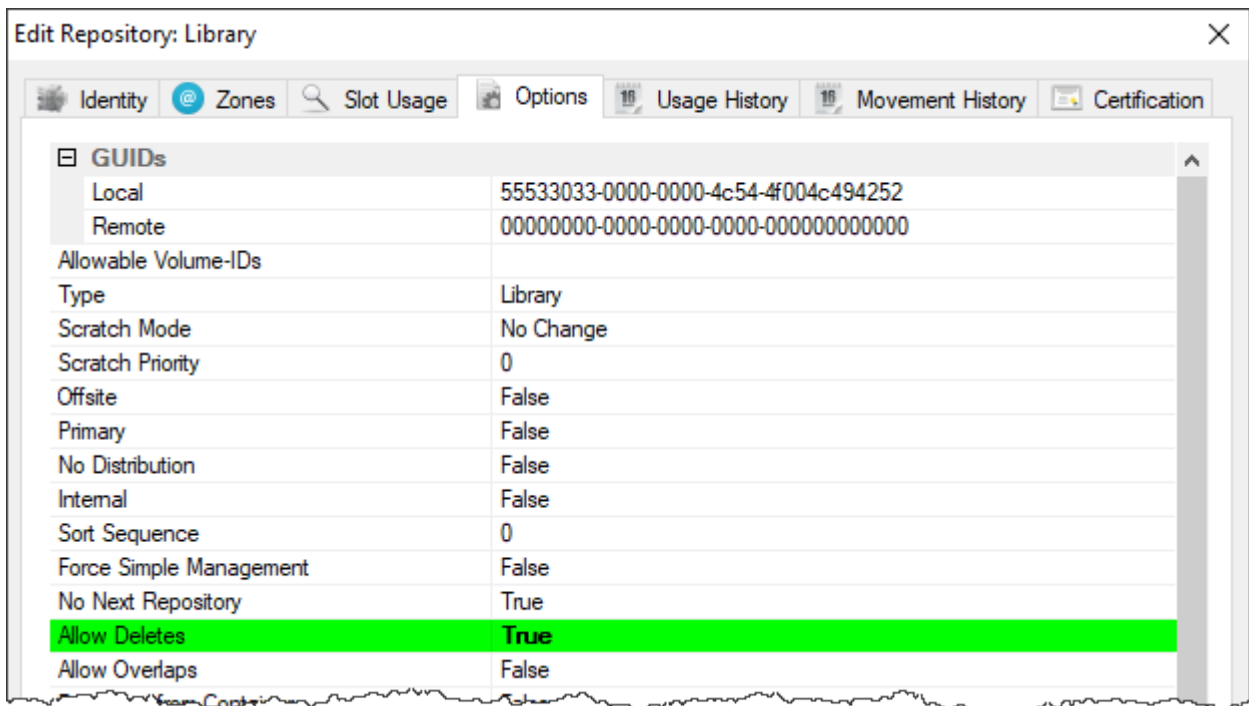 Edit Repository: Library
Identity Zones Slot Usage Options 16 Usage History 16 Movement History Certification
GUIDs
Local 55533033-0000-0000-4c54-4f004c494252
Remote 00000000-0000-0000-0000-000000000000
Allowable Volume-IDs
Type Library
Scratch Mode No Change
Scratch Priority 0
Offsite False
Primary False
No Distribution False
Internal False
Sort Sequence 0
Force Simple Management False
No Next Repository True
Allow Deletes True
Allow Overlaps False